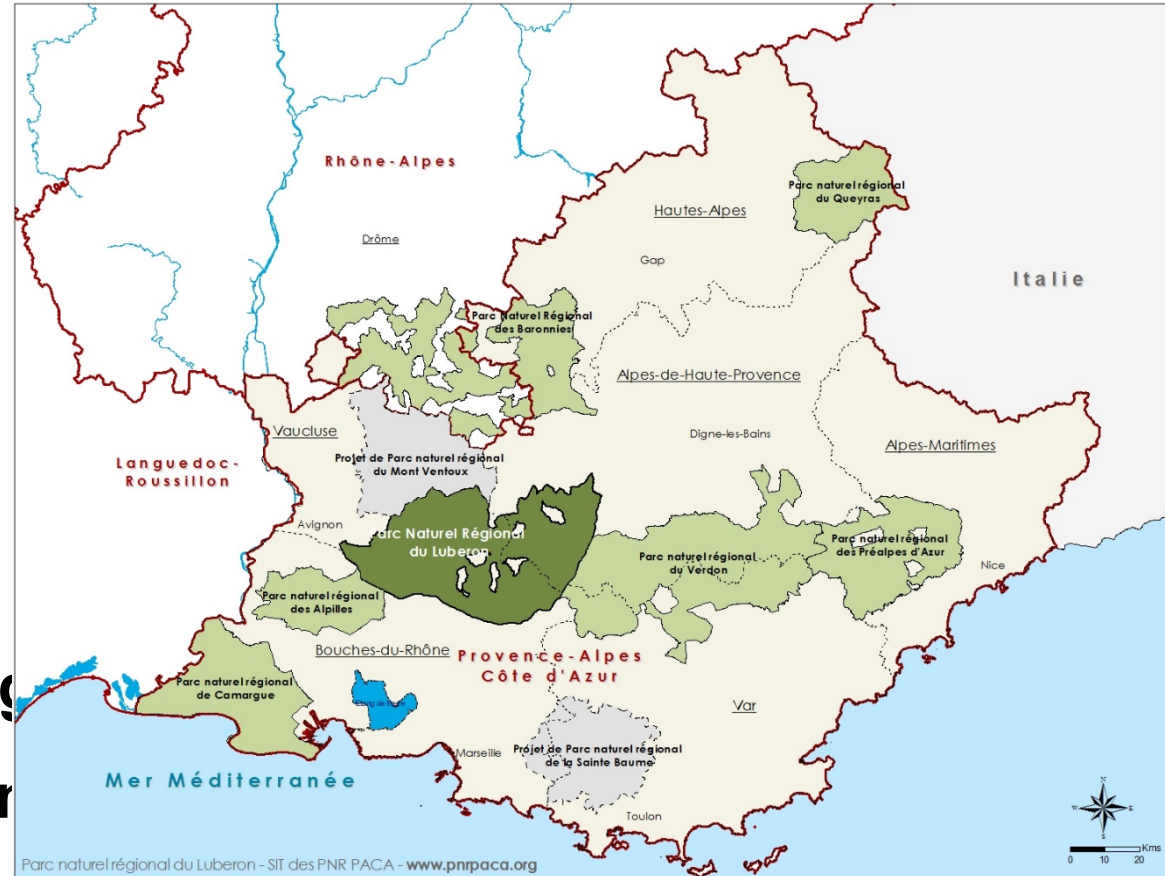 Rhône-Alpes
Drôme
Hautes-Alpes
Gap
Parc naturel régional
du Queyras
Italie
Parc Naturel Régional
des Baronnies
Alpes-de-Haute-Provence
Digne-les-Bains
Alpes-Maritimes
Vaucluse
Projet de Parc naturel régional
du Mont Ventoux
Languedoc-
Roussillon
Avignon
Parc Naturel Régional
du Luberon
Parc naturel régional
du Verdon
Parc naturel régional
des Préalpes d'Azur
Nice
Parc naturel régional
des Alpilles
Bouches-du-Rhône
Provence-Alpes
Côte d'Azur
Parc naturel régional
de Camargue
Var
Marseille
Projet de Parc naturel régional
de la Sainte Baume
Mer Méditerranée
Toulon
N
W E
S
Kms
0 10 20
Parc naturel régional du Luberon - SIT des PNR PACA - www.pnrpaca.org